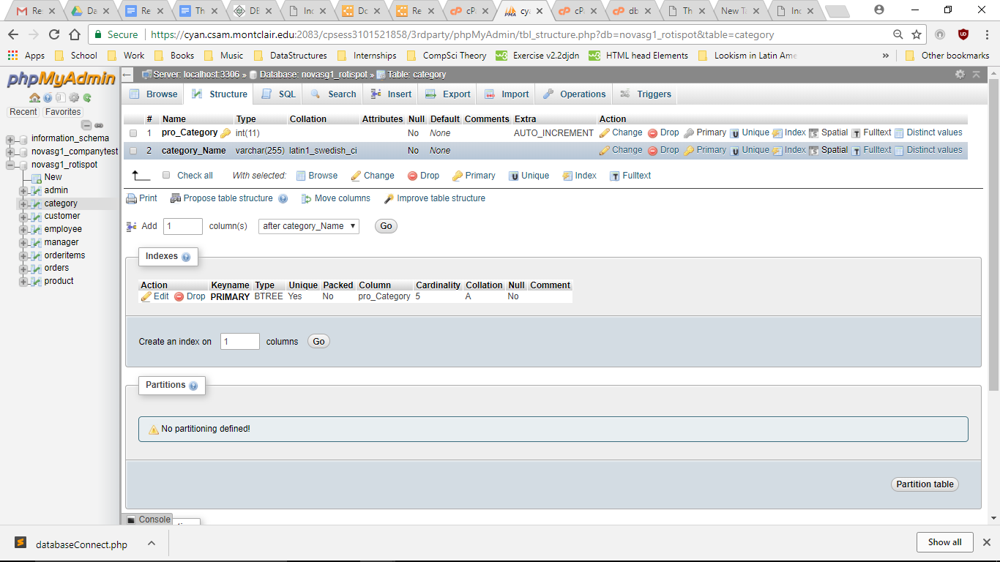 Re:
Da
Re
Th
DE
Inc
Do
Re
cP
cya
cP
db
Th
New Ta
Inc
Secure
https://cyan.csam.montclair.edu:2083/cpsess3101521858/3rdparty/phpMyAdmin/tbl_structure.php?db=novasg1_rotispot&table=category
Apps School Work Books Music DataStructures Internships CompSci Theory Exercise v2.2djdn HTML head Elements Lookism in Latin Ame » Other bookmarks
phpMyAdmin
Recent Favorites
information_schema
novasg1_companytest
novasg1_rotispot
New
admin
category
customer
employee
manager
orderitems
orders
product
Server: localhost:3306 » Database: novasg1_rotispot » Table: category
Browse Structure SQL Search Insert Export Import Operations Triggers
# Name Type Collation Attributes Null Default Comments Extra Action
1 pro_Category int(11) No None AUTO_INCREMENT Change Drop Primary Unique Index Spatial Fulltext Distinct values
2 category_Name varchar(255) latin1_swedish_ci No None Change Drop Primary Unique Index Spatial Fulltext Distinct values
Check all With selected: Browse Change Drop Primary Unique Index Fulltext
Print Propose table structure Move columns Improve table structure
Add 1 column(s) after category_Name Go
Indexes
Action Keyname Type Unique Packed Column Cardinality Collation Null Comment
Edit Drop PRIMARY BTREE Yes No pro_Category 5 A No
Create an index on 1 columns Go
Partitions
No partitioning defined!
Partition table
Console
databaseConnect.php
Show all